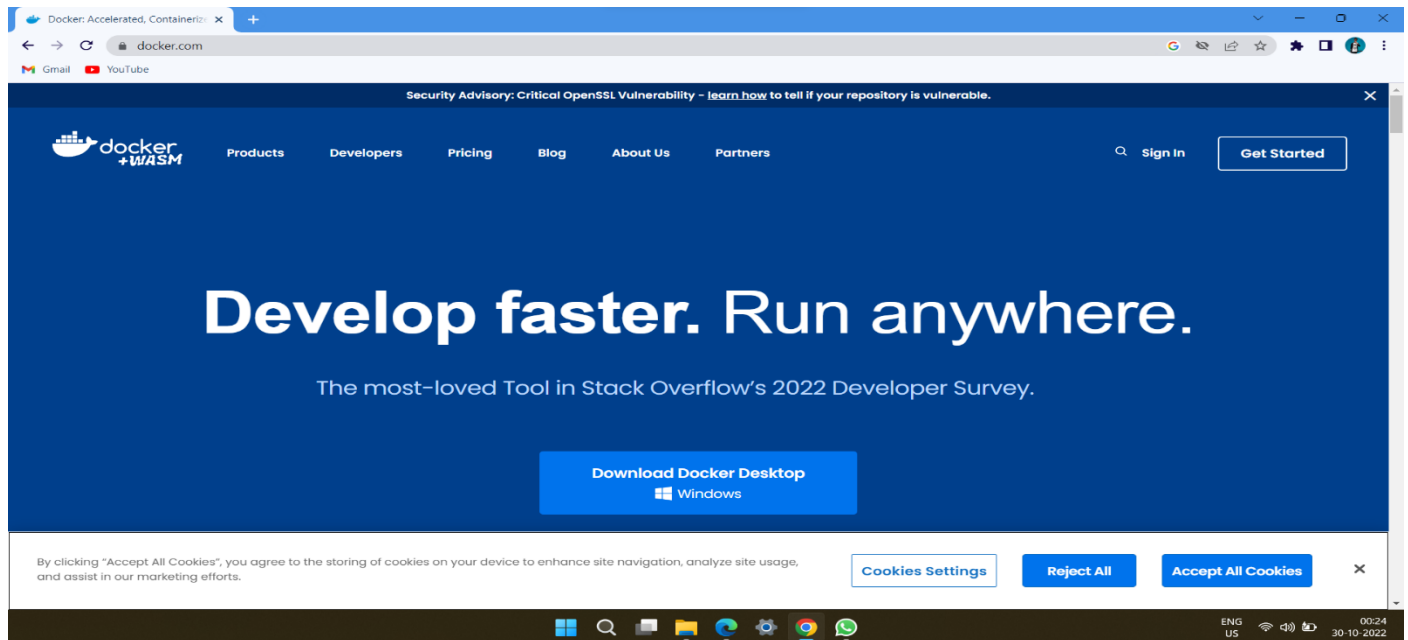 Docker: Accelerated, Containeriz
docker.com
Gmail YouTube
Security Advisory: Critical OpenSSL Vulnerability – learn how to tell if your repository is vulnerable.
docker
+WASM
Products Developers Pricing Blog About Us Partners Sign In Get Started
Develop faster. Run anywhere.
The most-loved Tool in Stack Overflow's 2022 Developer Survey.
Download Docker Desktop
Windows
By clicking "Accept All Cookies", you agree to the storing of cookies on your device to enhance site navigation, analyze site usage,
and assist in our marketing efforts.
Cookies Settings Reject All Accept All Cookies
ENG 00:24
US 30-10-2022